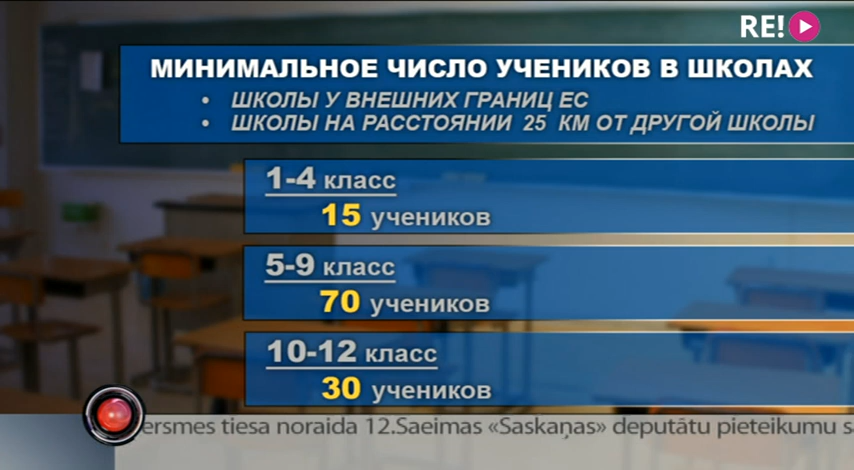 RE!
МИНИМАЛЬНОЕ ЧИСЛО УЧЕНИКОВ В ШКОЛАХ
• ШКОЛЫ У ВНЕШНИХ ГРАНИЦ ЕС
• ШКОЛЫ НА РАССТОЯНИИ 25 КМ ОТ ДРУГОЙ ШКОЛЫ
1-4 класс
15 учеников
5-9 класс
70 учеников
10-12 класс
30 учеников
ersmes tiesa noraida 12.Saeimas «Saskaņas» deputātu pieteikumu s